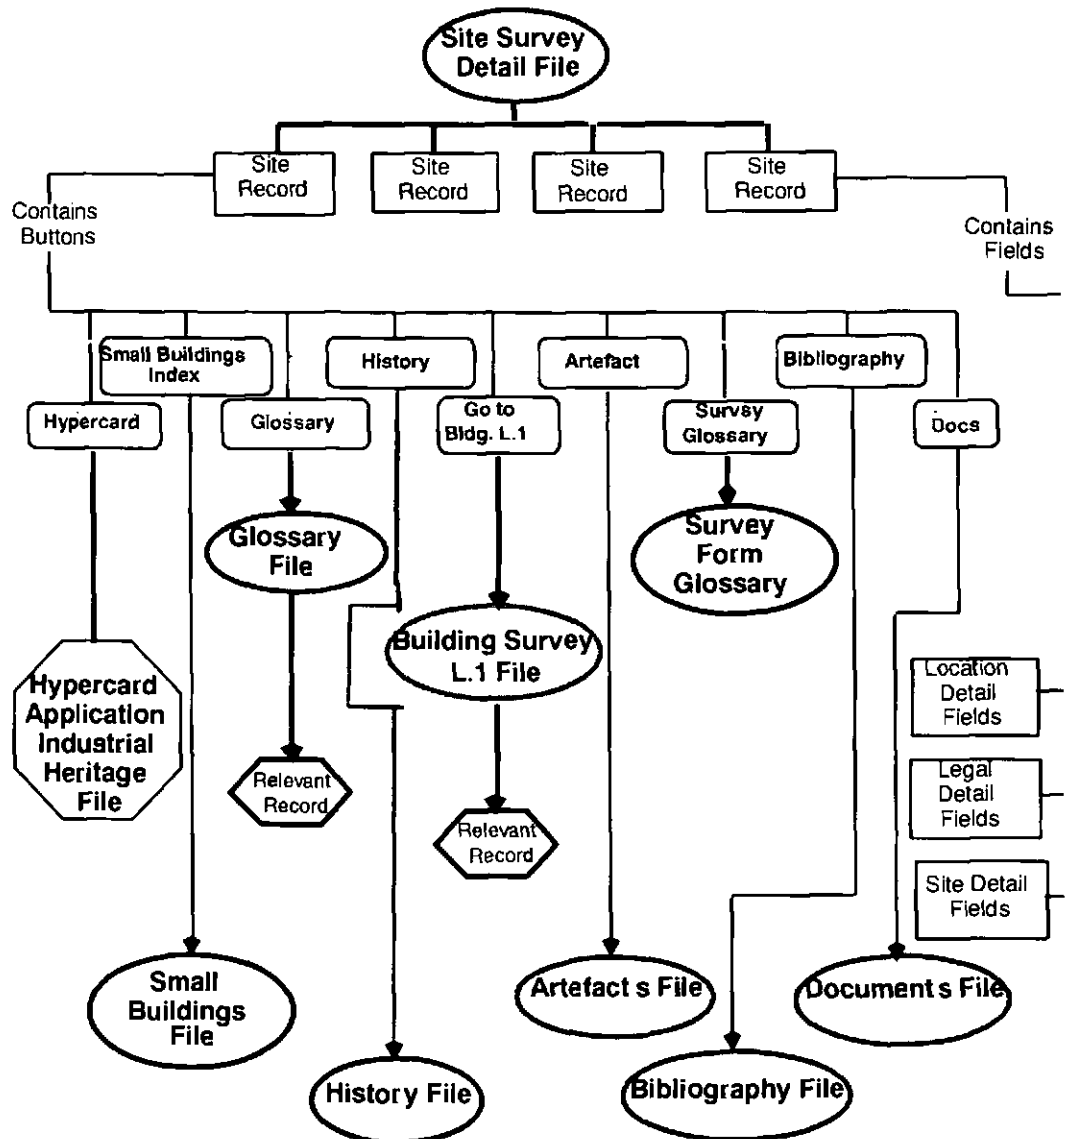 Site Survey
Detail File
Site
Record
Site
Record
Site
Record
Site
Record
Contains
Buttons
Contains
Fields
Small Buildings
Index
History
Artefact
Bibliography
Hypercard
Glossary
Go to
Bldg. L.1
Survey
Glossary
Docs
Glossary
File
Survey
Form
Glossary
Building Survey
L.1 File
Hypercard
Application
Industrial
Heritage
File
Location
Detail
Fields
Relevant
Record
Legal
Detail
Fields
Relevant
Record
Site Detail
Fields
Small
Buildings
File
Artefact s File
Document s File
History File
Bibliography File